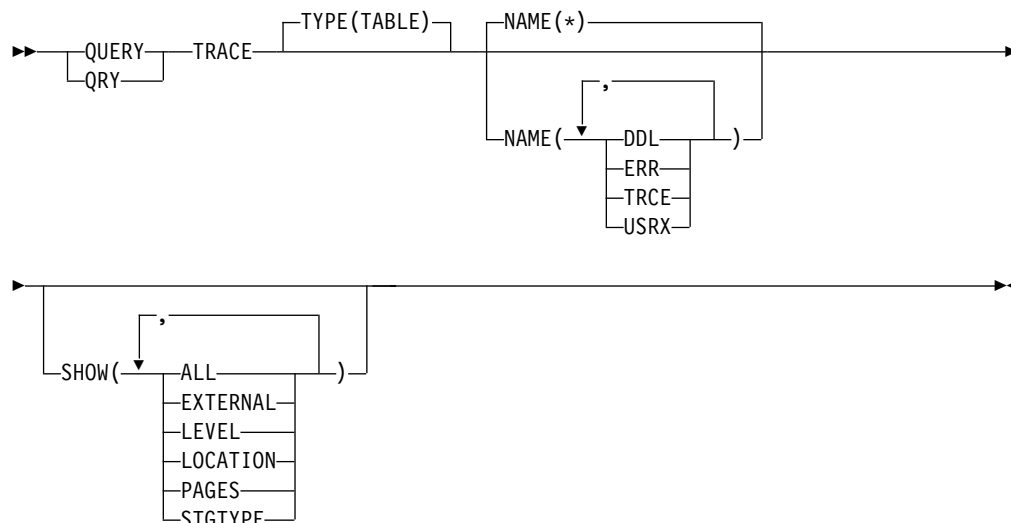 TYPE(TABLE) NAME(*)
QUERY TRACE
QRY
,
NAME( DDL )
ERR
TRCE
USRX
,
SHOW( ALL )
EXTERNAL
LEVEL
LOCATION
PAGES
STGTYPE